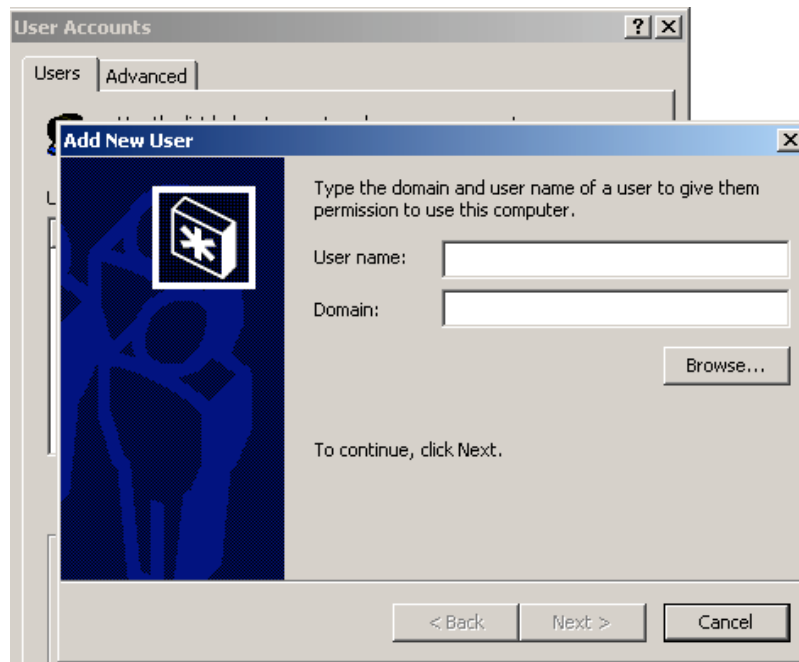 User Accounts
Users Advanced
Add New User
Type the domain and user name of a user to give them
permission to use this computer.
User name:
Domain:
Browse...
To continue, click Next.
< Back Next > Cancel